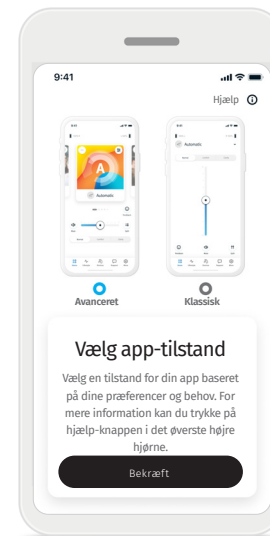 9:41
Hjælp
Automatic
Automatic
Avanceret
Klassisk
Vælg app-tilstand
Vælg en tilstand for din app baseret
på dine præferencer og behov. For
mere information kan du trykke på
hjælp-knappen i det øverste højre
hjørne.
Bekræft